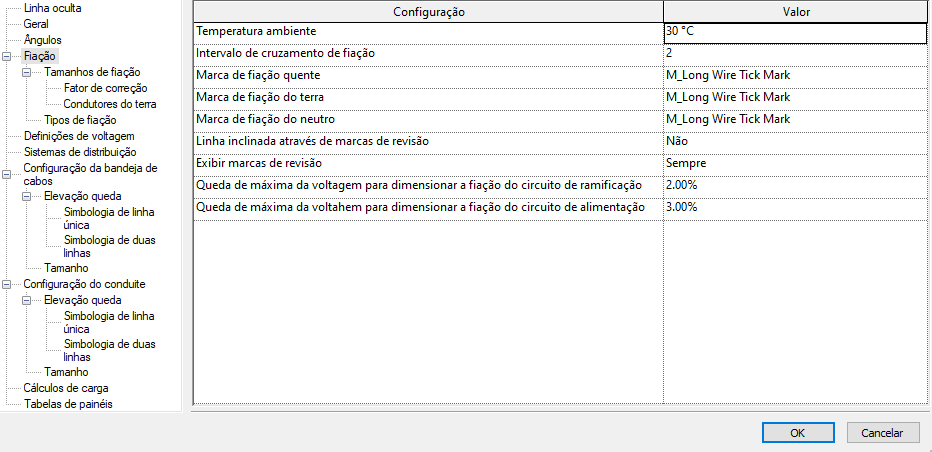 Linha oculta
Geral
Ângulos
Fiação
Tamanhos de fiação
Fator de correção
Condutores do terra
Tipos de fiação
Definições de voltagem
Sistemas de distribuição
Configuração da bandeja de
cabos
Elevação queda
Simbologia de linha
única
Simbologia de duas
linhas
Tamanho
Configuração do conduite
Elevação queda
Simbologia de linha
única
Simbologia de duas
linhas
Tamanho
Cálculos de carga
Tabelas de painéis
Configuração Valor
Temperatura ambiente 30 °C
Intervalo de cruzamento de fiação 2
Marca de fiação quente M_Long Wire Tick Mark
Marca de fiação do terra M_Long Wire Tick Mark
Marca de fiação do neutro M_Long Wire Tick Mark
Linha inclinada através de marcas de revisão Não
Exibir marcas de revisão Sempre
Queda de máxima da voltagem para dimensionar a fiação do circuito de ramificação 2.00%
Queda de máxima da voltahem para dimensionar a fiação do circuito de alimentação 3.00%
OK Cancelar